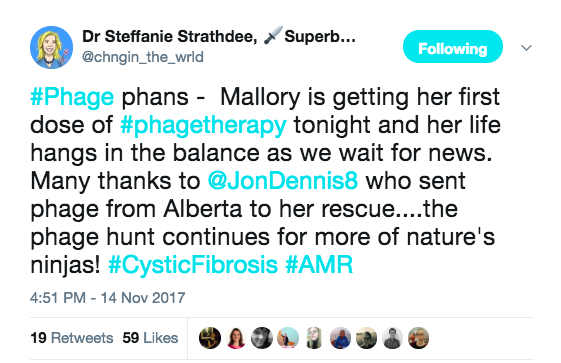 Dr Steffanie Strathdee, 🗡Superb...
@chngin_the_wrld
Following
#Phage phans - Mallory is getting her first
dose of #phagetherapy tonight and her life
hangs in the balance as we wait for news.
Many thanks to @JonDennis8 who sent
phage from Alberta to her rescue....the
phage hunt continues for more of nature's
ninjas! #CysticFibrosis #AMR
4:51 PM - 14 Nov 2017
19 Retweets 59 Likes